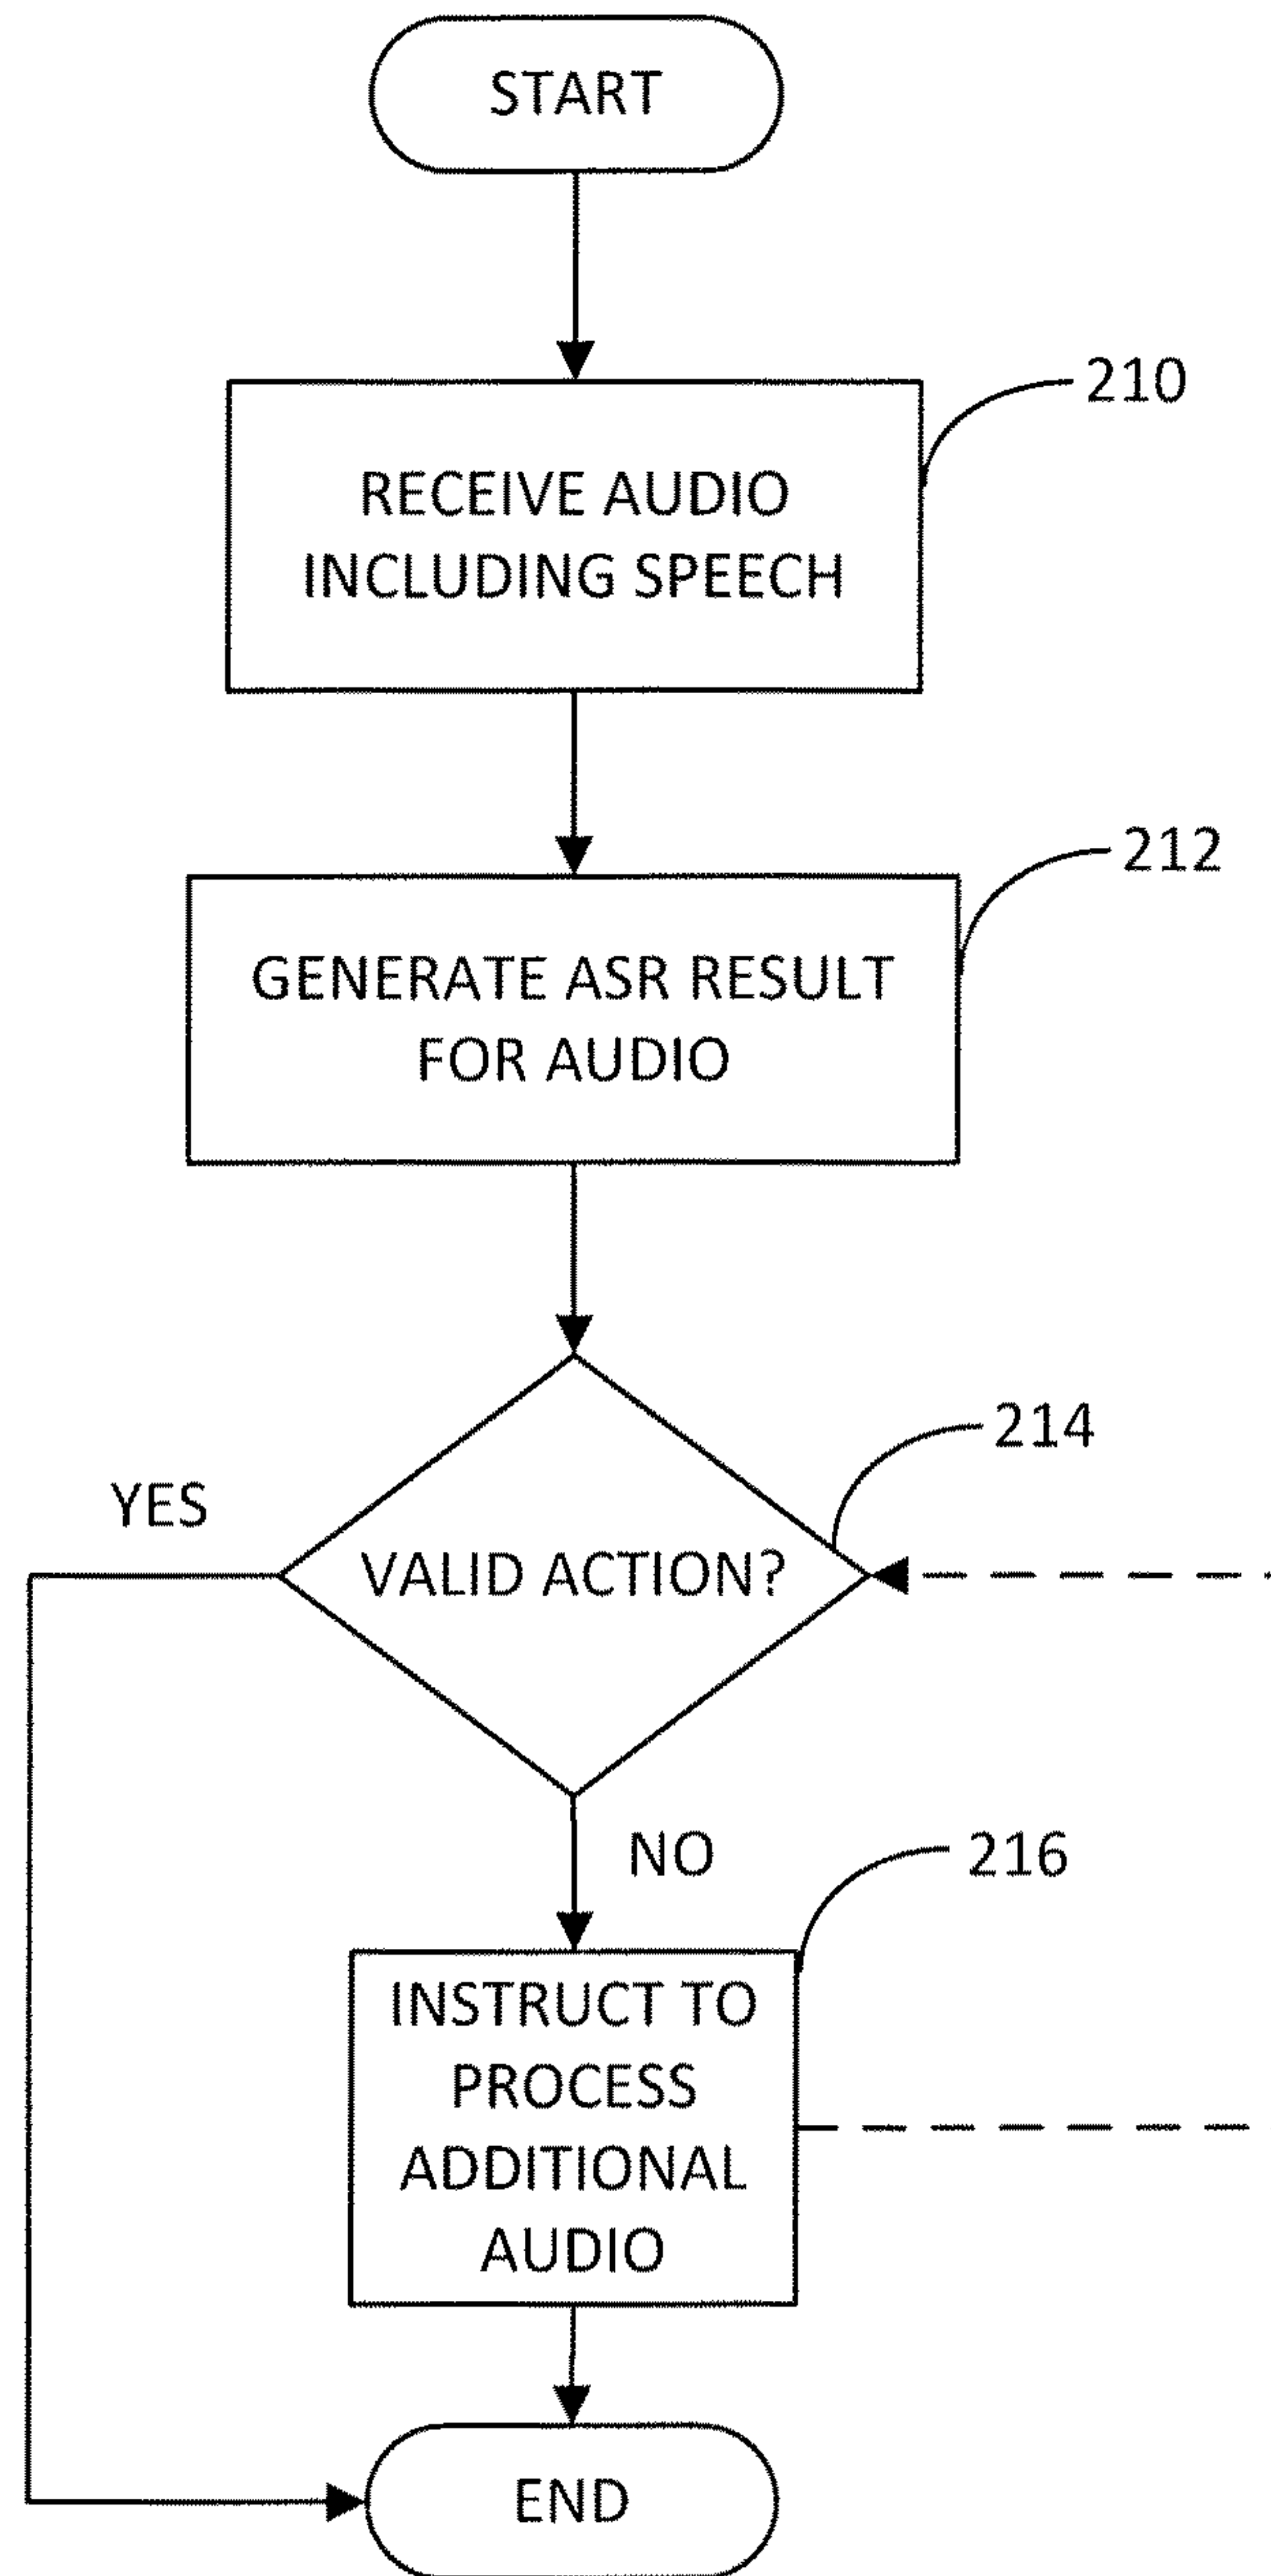 START
210
RECEIVE AUDIO
INCLUDING SPEECH
212
GENERATE ASR RESULT
FOR AUDIO
214
YES
VALID ACTION?
NO
216
INSTRUCT TO
PROCESS
ADDITIONAL
AUDIO
END